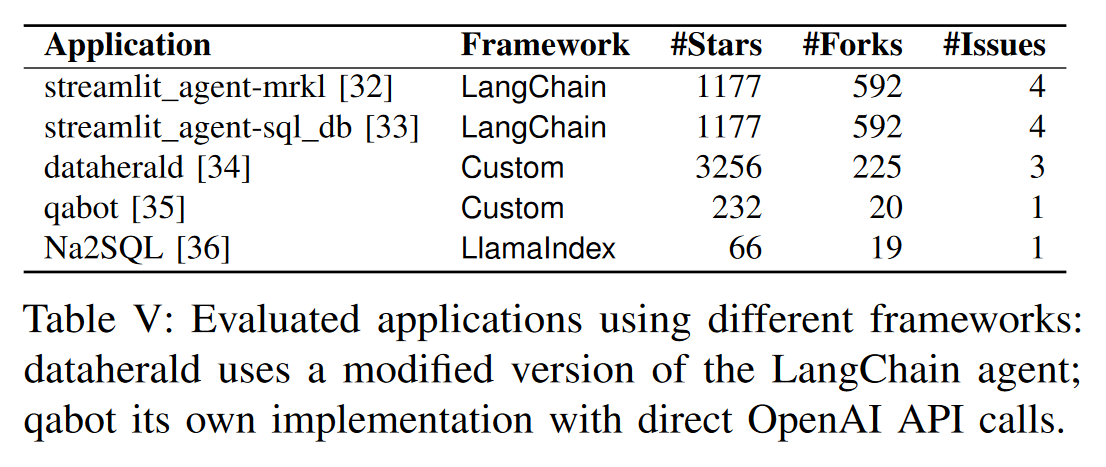 Application Framework #Stars #Forks #Issues
streamlit_agent-mrkl [32] LangChain 1177 592 4
streamlit_agent-sql_db [33] LangChain 1177 592 4
dataherald [34] Custom 3256 225 3
qabot [35] Custom 232 20 1
Na2SQL [36] LlamaIndex 66 19 1
Table V: Evaluated applications using different frameworks:
dataherald uses a modified version of the LangChain agent;
qabot its own implementation with direct OpenAI API calls.